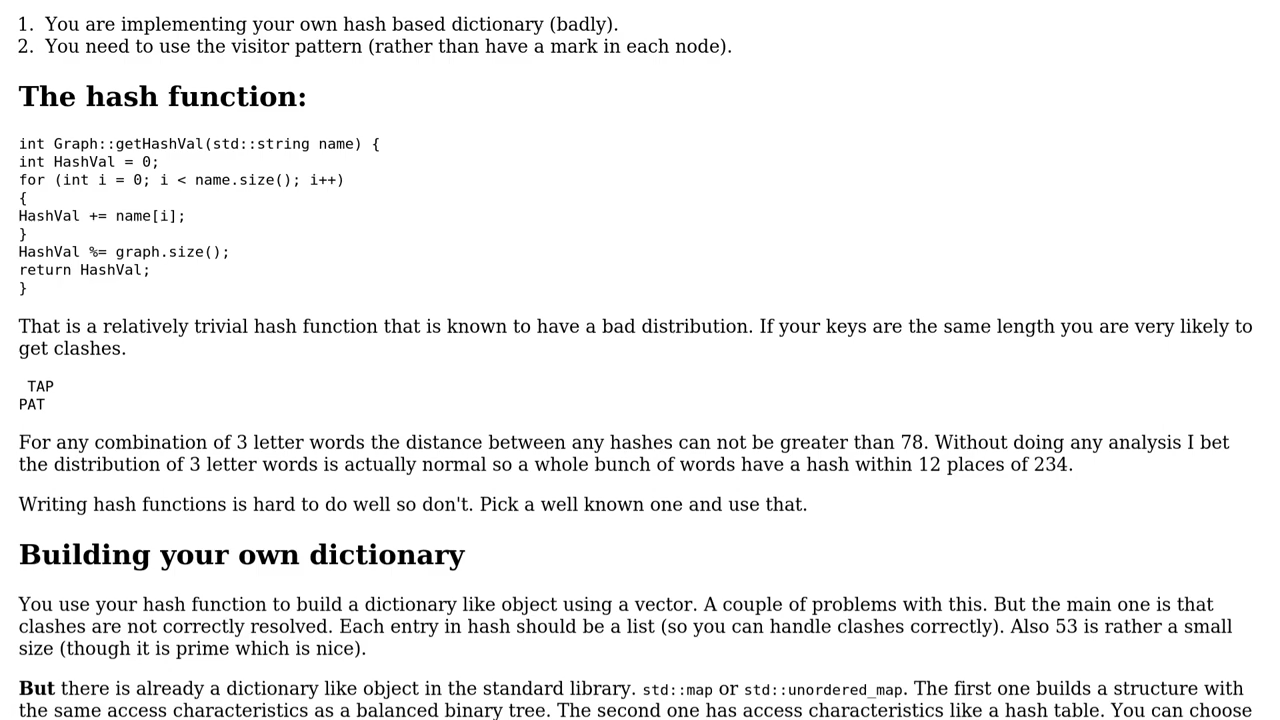 1. You are implementing your own hash based dictionary (badly).
2. You need to use the visitor pattern (rather than have a mark in each node).
The hash function:
int Graph::getHashVal(std::string name) {
int HashVal = 0;
for (int i = 0; i < name.size(); i++)
{
HashVal += name[i];
}
HashVal %= graph.size();
return HashVal;
}
That is a relatively trivial hash function that is known to have a bad distribution. If your keys are the same length you are very likely to
get clashes.
TAP
PAT
For any combination of 3 letter words the distance between any hashes can not be greater than 78. Without doing any analysis I bet
the distribution of 3 letter words is actually normal so a whole bunch of words have a hash within 12 places of 234.
Writing hash functions is hard to do well so don't. Pick a well known one and use that.
Building your own dictionary
You use your hash function to build a dictionary like object using a vector. A couple of problems with this. But the main one is that
clashes are not correctly resolved. Each entry in hash should be a list (so you can handle clashes correctly). Also 53 is rather a small
size (though it is prime which is nice).
But there is already a dictionary like object in the standard library. std::map or std::unordered_map. The first one builds a structure with
the same access characteristics as a balanced binary tree. The second one has access characteristics like a hash table. You can choose